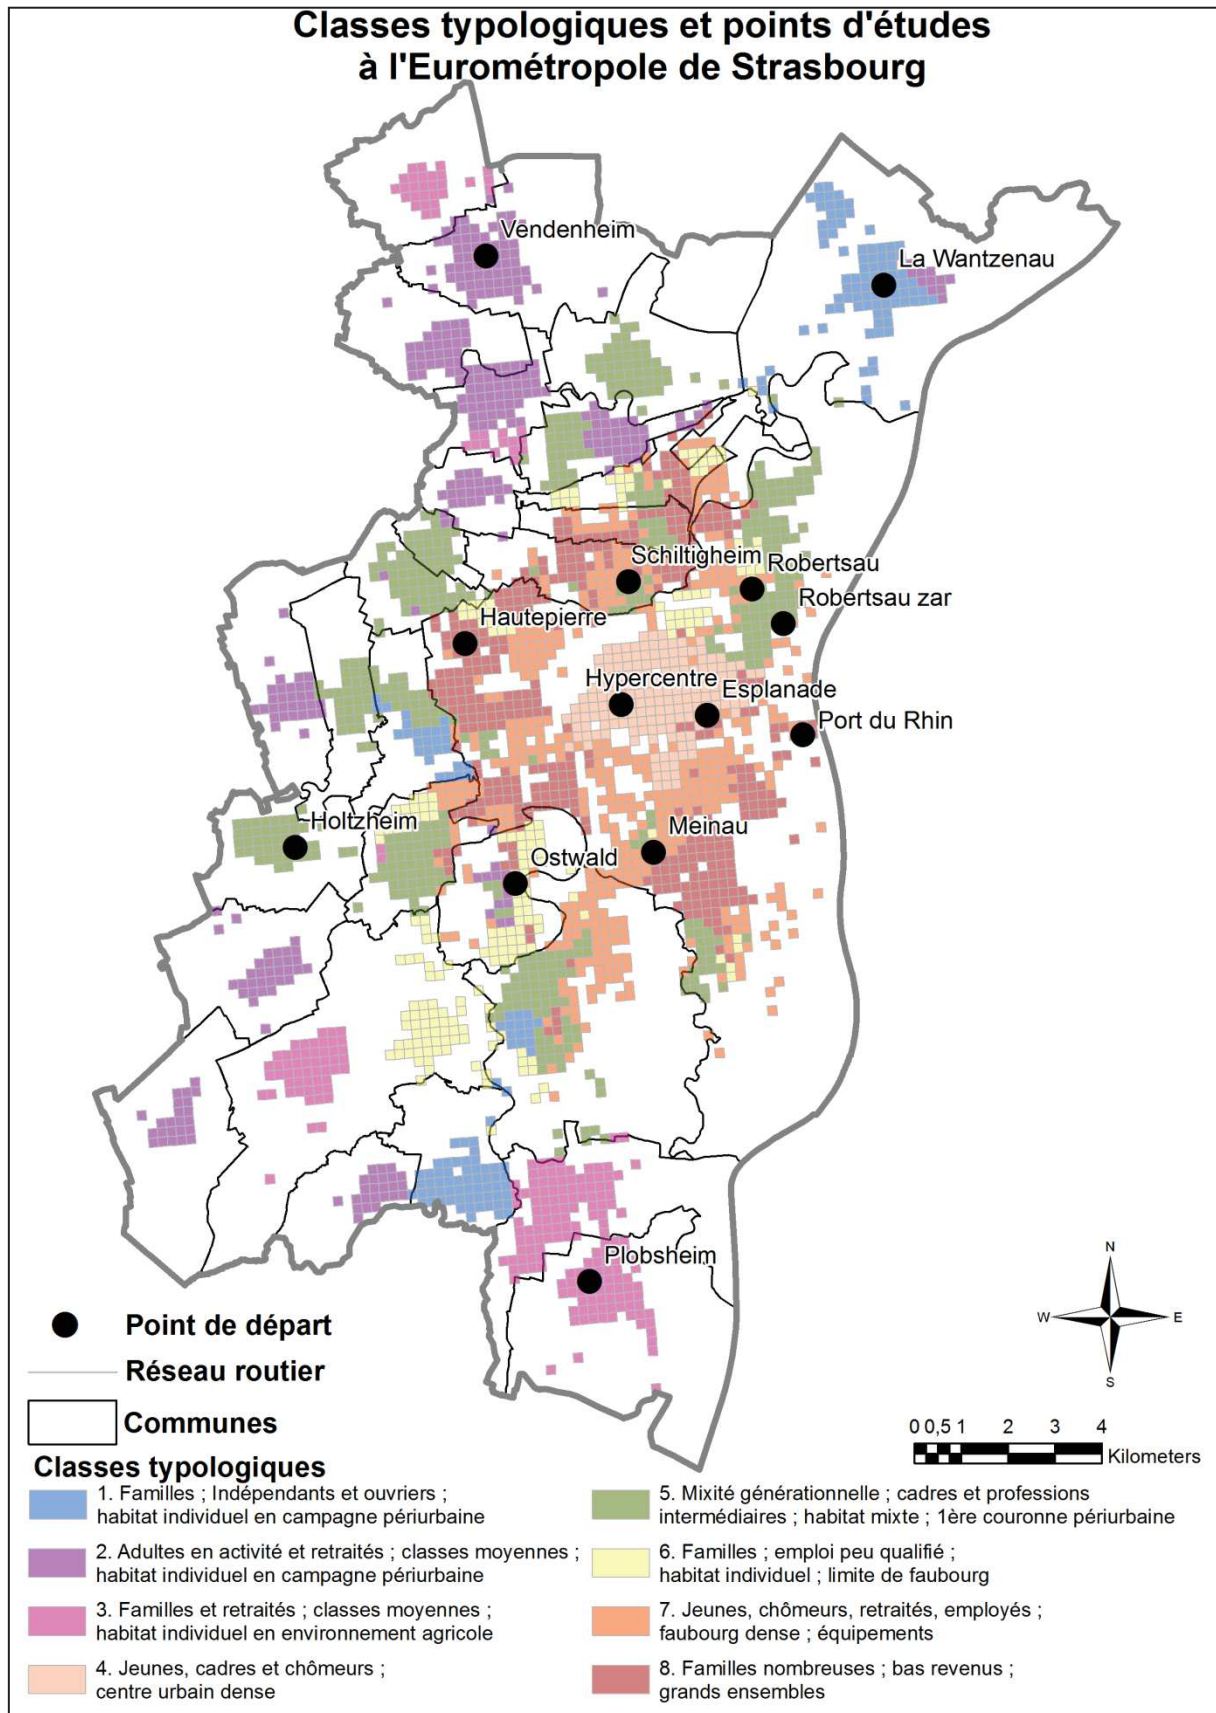 Classes typologiques et points d'études
à l'Eurométropole de Strasbourg
Vendenheim
La Wantzenau
Schiltigheim
Robertsau
Robertsau zar
Hautepierre
Hypercentre
Esplanade
Port du Rhin
Holtzheim
Meinau
Ostwald
Plobsheim
N
W
E
S
Point de départ
Réseau routier
Communes
0 0,5 1 2 3 4
Kilometers
Classes typologiques
1. Familles ; Indépendants et ouvriers ;
habitat individuel en campagne périurbaine
2. Adultes en activité et retraités ; classes moyennes ;
habitat individuel en campagne périurbaine
3. Familles et retraités ; classes moyennes ;
habitat individuel en environnement agricole
4. Jeunes, cadres et chômeurs ;
centre urbain dense
5. Mixité générationnelle ; cadres et professions
intermédiaires ; habitat mixte ; 1ère couronne périurbaine
6. Familles ; emploi peu qualifié ;
habitat individuel ; limite de faubourg
7. Jeunes, chômeurs, retraités, employés ;
faubourg dense ; équipements
8. Familles nombreuses ; bas revenus ;
grands ensembles